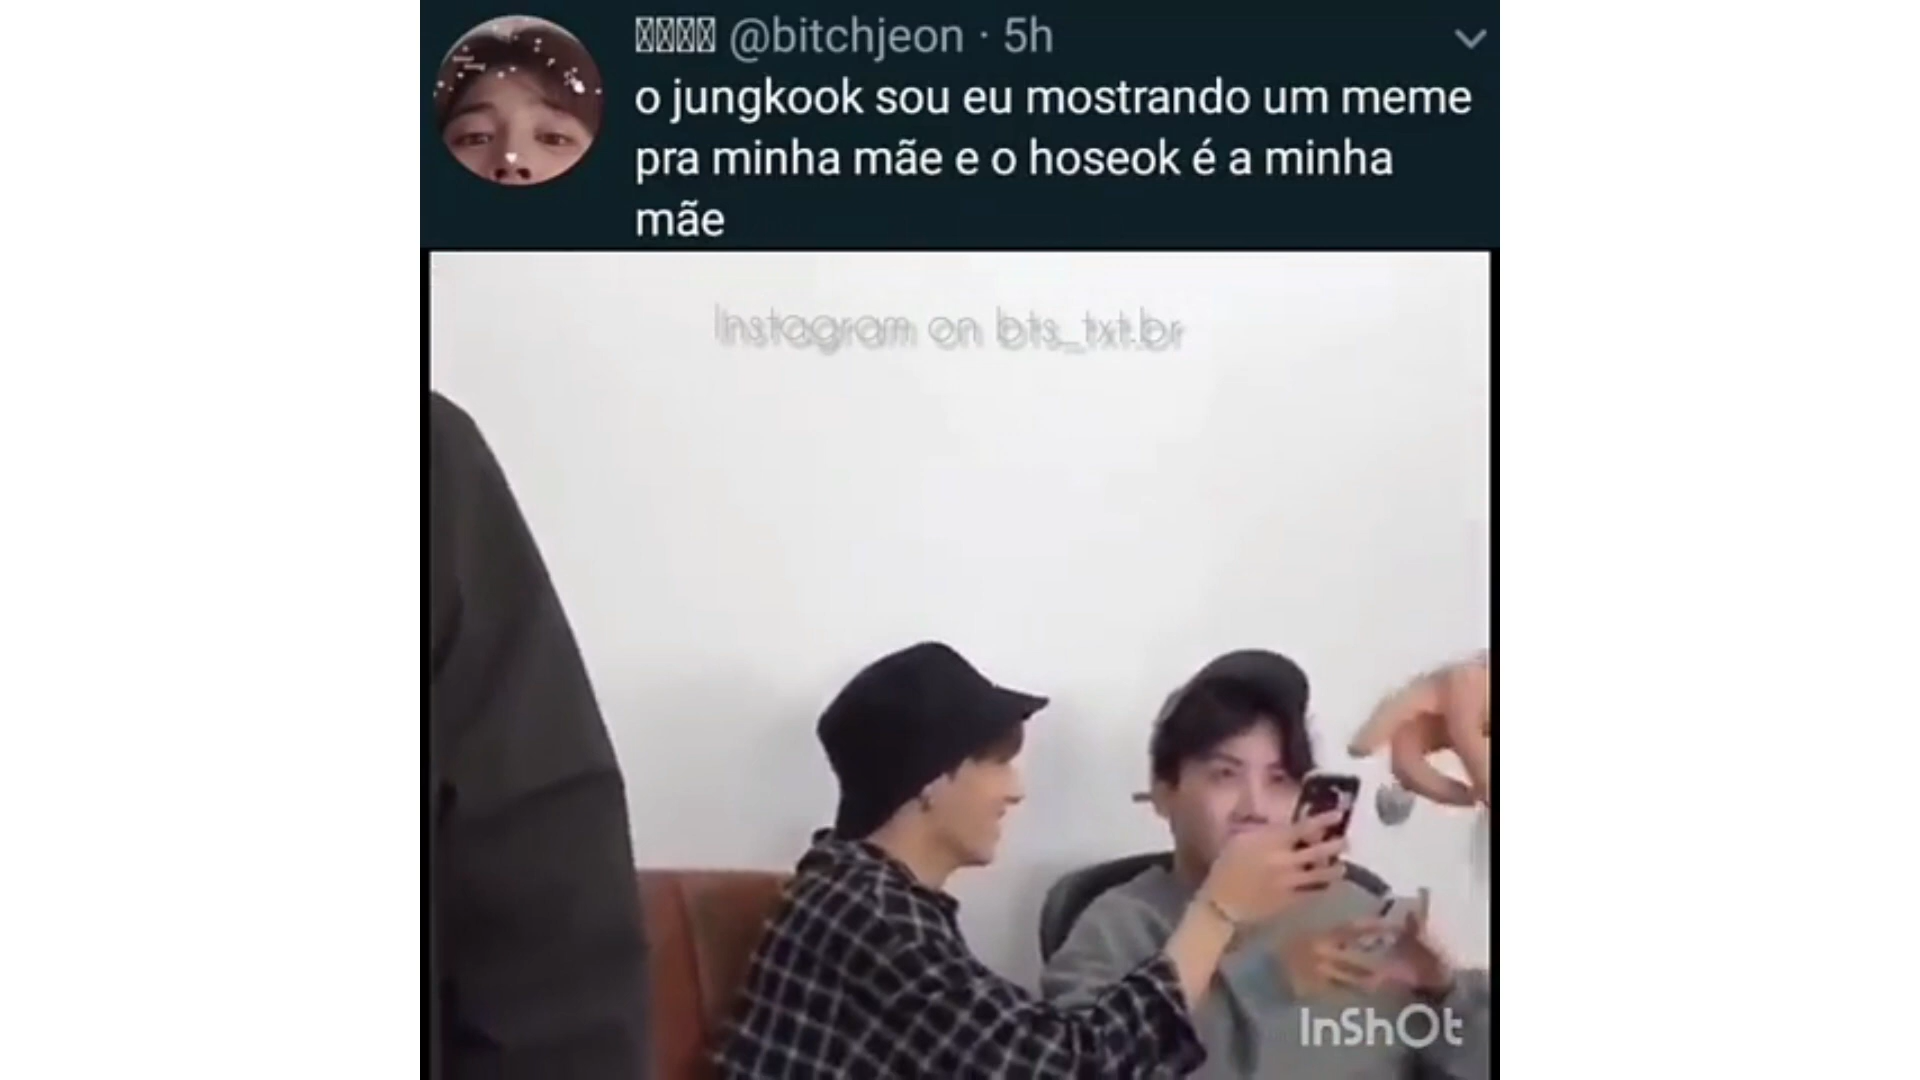 @bitchjeon · 5h
o jungkook sou eu mostrando um meme
pra minha mãe e o hoseok é a minha
mãe
Instagram on bts_txt.br
InShOt